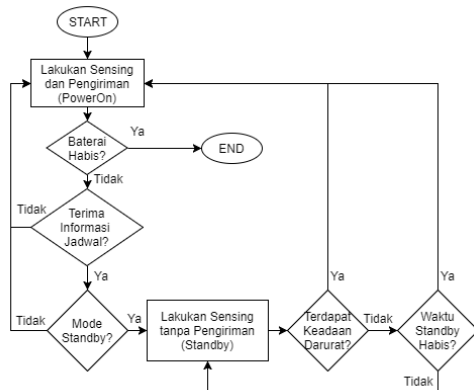 START
Lakukan Sensing
dan Pengiriman
(PowerOn)
Baterai
Habis?
Ya
END
Tidak
Tidak
Terima
Informasi
Jadwal?
Ya
Tidak
Mode
Standby?
Ya
Lakukan Sensing
tanpa Pengiriman
(Standby)
Ya
Terdapat
Keadaan
Darurat?
Tidak
Ya
Waktu
Standby
Habis?
Tidak